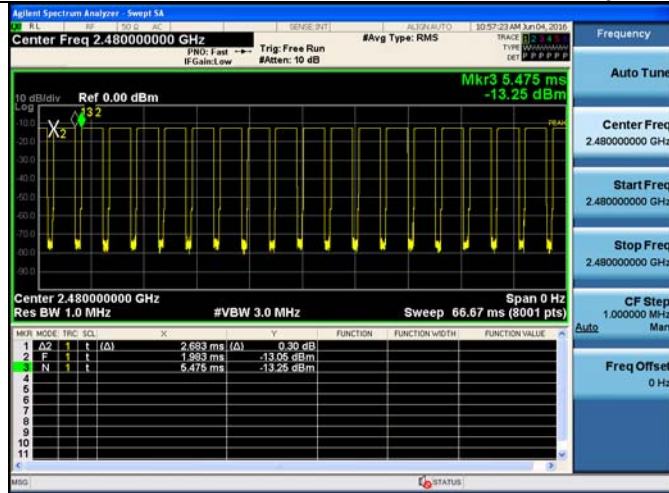 Agilent Spectrum Analyzer - Swept SA
RL RF 50 Ω AC SENSE:INT ALIGNAUTO 10:57:23 AM Jun 04, 2016
Center Freq 2.480000000 GHz
PNO: Fast
IFGain:Low
Trig: Free Run
#Atten: 10 dB
#Avg Type: RMS
TRACE 1 2 3 4 5 6
TYPE
DET P P P P P P
Mkr3 5.475 ms
-13.25 dBm
10 dB/div Ref 0.00 dBm
Log
-10.0
-20.0
-30.0
-40.0
-50.0
-60.0
-70.0
-80.0
-90.0
X2
132
PEAK
Center 2.480000000 GHz Span 0 Hz
Res BW 1.0 MHz #VBW 3.0 MHz Sweep 66.67 ms (8001 pts)
MKR MODE TRC SCL X Y FUNCTION FUNCTION WIDTH FUNCTION VALUE
1 Δ2 1 t (Δ) 2.683 ms (Δ) 0.30 dB
2 F 1 t 1.983 ms -13.05 dBm
3 N 1 t 5.475 ms -13.25 dBm
4
5
6
7
8
9
10
11
MSG STATUS
Frequency
Auto Tune
Center Freq
2.480000000 GHz
Start Freq
2.480000000 GHz
Stop Freq
2.480000000 GHz
CF Step
1.000000 MHz
Auto Man
Freq Offset
0 Hz